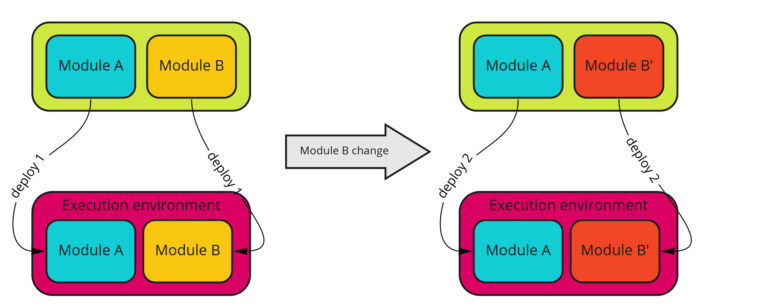 Module A
Module B
deploy 1
deploy 1
Execution environment
Module A
Module B
Module B change
Module A
Module B'
deploy 2
deploy 2
Execution environment
Module A
Module B'